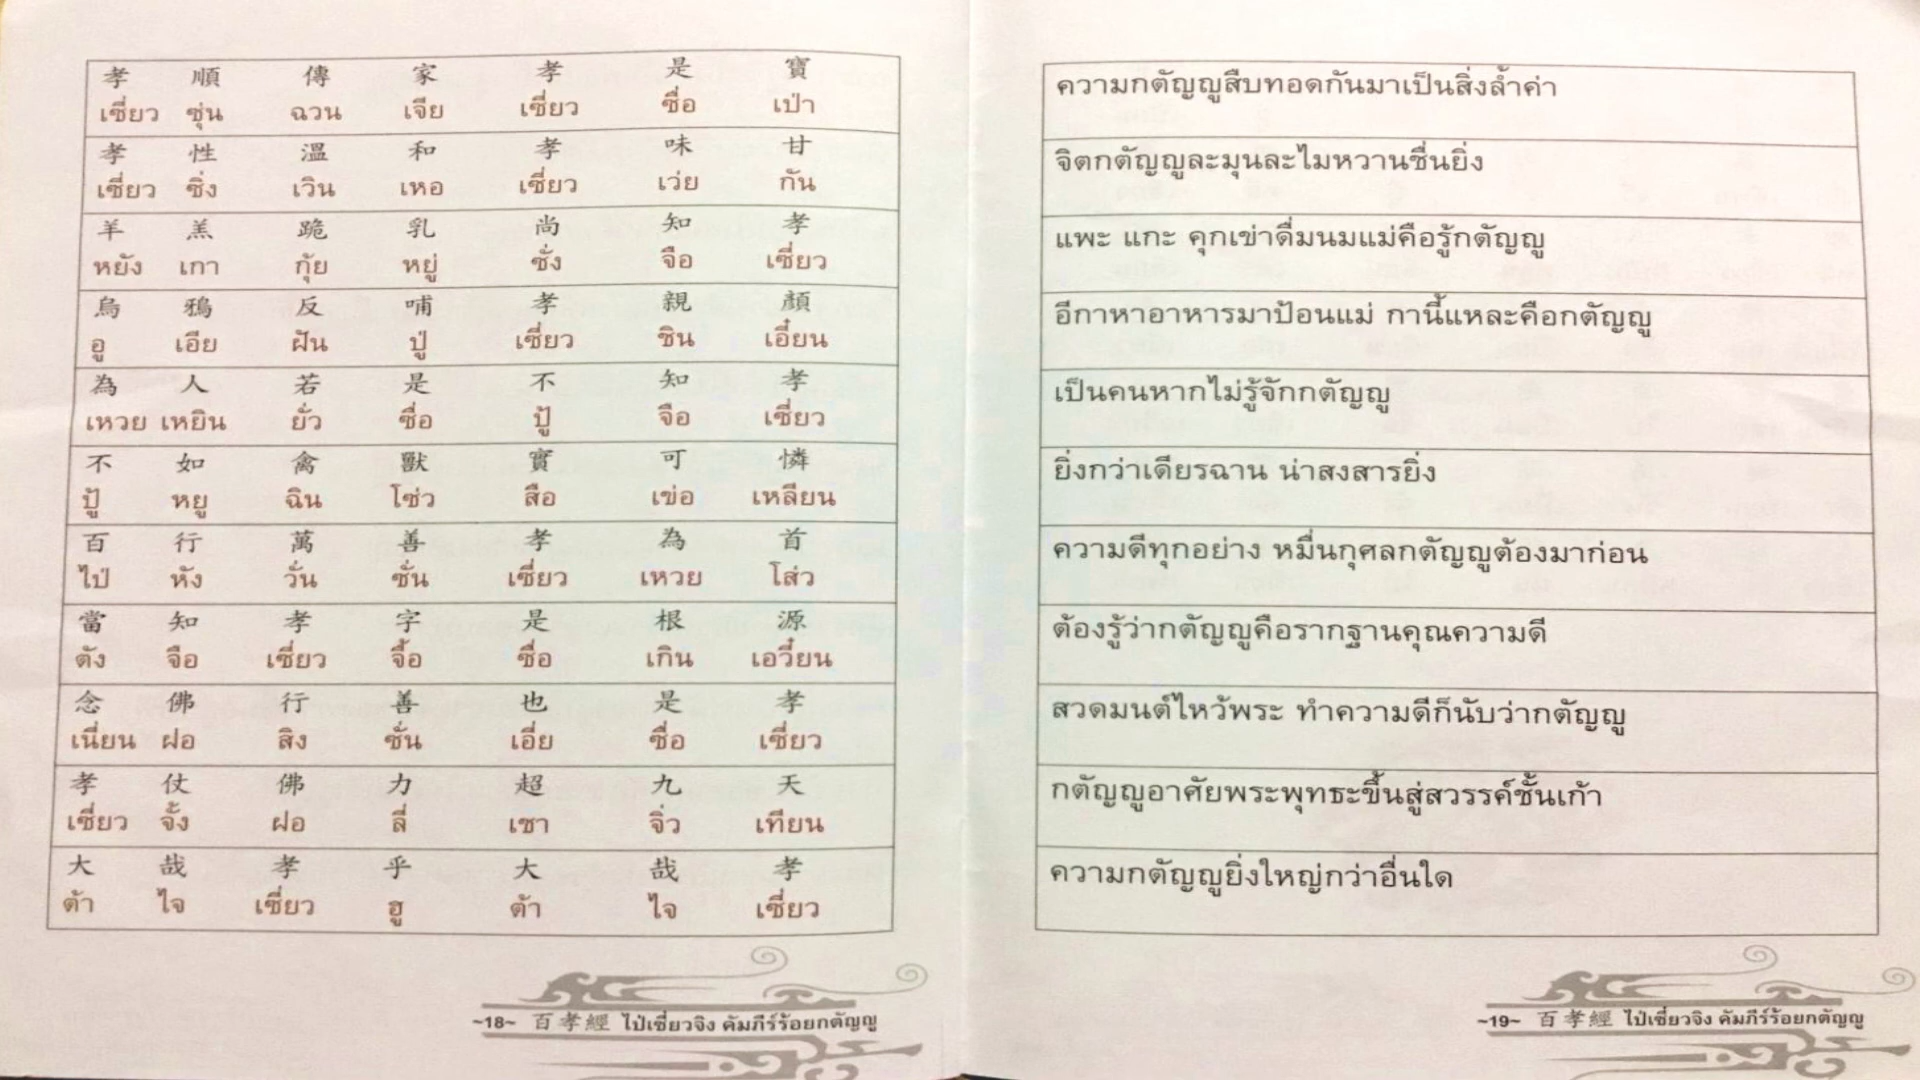 孝 順 傳 家 孝 是 寶
เซี่ยว ซุ่น ฉวน เจีย เซี่ยว ซื่อ เป่า
孝 性 溫 和 孝 味 甘
เซี่ยว ซิ่ง เวิน เหอ เซี่ยว เว่ย กัน
羊 羔 跪 乳 尚 知 孝
หยัง เกา กุ้ย หยู่ ซั่ง จือ เซี่ยว
烏 鴉 反 哺 孝 親 顏
อู เอีย ฝัน ปู่ เซี่ยว ชิน เอี๋ยน
為 人 若 是 不 知 孝
เหวย เหยิน ยั่ว ซื่อ ปู้ จือ เซี่ยว
不 如 禽 獸 實 可 憐
ปู้ หยู ฉิน โซ่ว สือ เข่อ เหลียน
百 行 萬 善 孝 為 首
ไป่ หัง วั่น ซั่น เซี่ยว เหวย โส่ว
當 知 孝 字 是 根 源
ตัง จือ เซี่ยว จื้อ ซื่อ เกิน เอวี๋ยน
念 佛 行 善 也 是 孝
เนี่ยน ฝอ สิง ซั่น เอี่ย ซื่อ เซี่ยว
孝 仗 佛 力 超 九 天
เซี่ยว จั้ง ฝอ ลี่ เชา จิ่ว เทียน
大 哉 孝 乎 大 哉 孝
ต้า ไจ เซี่ยว ฮู ต้า ไจ เซี่ยว
~18~ 百孝經 ไป่เซี่ยวจิง คัมภีร์ร้อยกตัญญู
ความกตัญญูสืบทอดกันมาเป็นสิ่งล้ำค่า
จิตกตัญญูละมุนละไมหวานชื่นยิ่ง
แพะ แกะ คุกเข่าดื่มนมแม่คือรู้กตัญญู
อีกาหาอาหารมาป้อนแม่ กานี้แหละคือกตัญญู
เป็นคนหากไม่รู้จักกตัญญู
ยิ่งกว่าเดียรฉาน น่าสงสารยิ่ง
ความดีทุกอย่าง หมื่นกุศลกตัญญูต้องมาก่อน
ต้องรู้ว่ากตัญญูคือรากฐานคุณความดี
สวดมนต์ไหว้พระ ทำความดีก็นับว่ากตัญญู
กตัญญูอาศัยพระพุทธะขึ้นสู่สวรรค์ชั้นเก้า
ความกตัญญูยิ่งใหญ่กว่าอื่นใด
~19~ 百孝經 ไป่เซี่ยวจิง คัมภีร์ร้อยกตัญญู